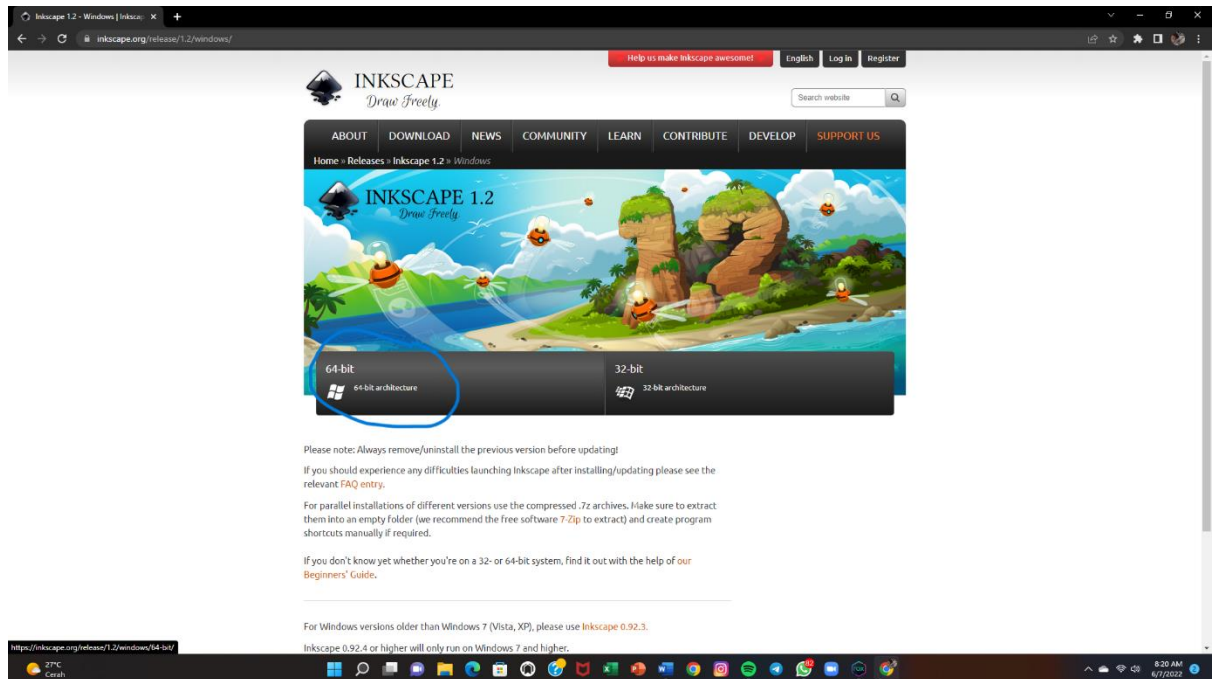 Inkscape 1.2 - Windows | Inkscap
inkscape.org/release/1.2/windows/
Help us make Inkscape awesome!
English
Log in
Register
INKSCAPE
Draw Freely.
Search website
ABOUT DOWNLOAD NEWS COMMUNITY LEARN CONTRIBUTE DEVELOP SUPPORT US
Home » Releases » Inkscape 1.2 » Windows
INKSCAPE 1.2
Draw Freely.
12
64-bit
64-bit architecture
32-bit
32-bit architecture
Please note: Always remove/uninstall the previous version before updating!
If you should experience any difficulties launching Inkscape after installing/updating please see the
relevant FAQ entry.
For parallel installations of different versions use the compressed .7z archives. Make sure to extract
them into an empty folder (we recommend the free software 7-Zip to extract) and create program
shortcuts manually if required.
If you don't know yet whether you're on a 32- or 64-bit system, find it out with the help of our
Beginners' Guide.
For Windows versions older than Windows 7 (Vista, XP), please use Inkscape 0.92.3.
Inkscape 0.92.4 or higher will only run on Windows 7 and higher.
https://inkscape.org/release/1.2/windows/64-bit/
27°C
Cerah
8:20 AM
6/7/2022